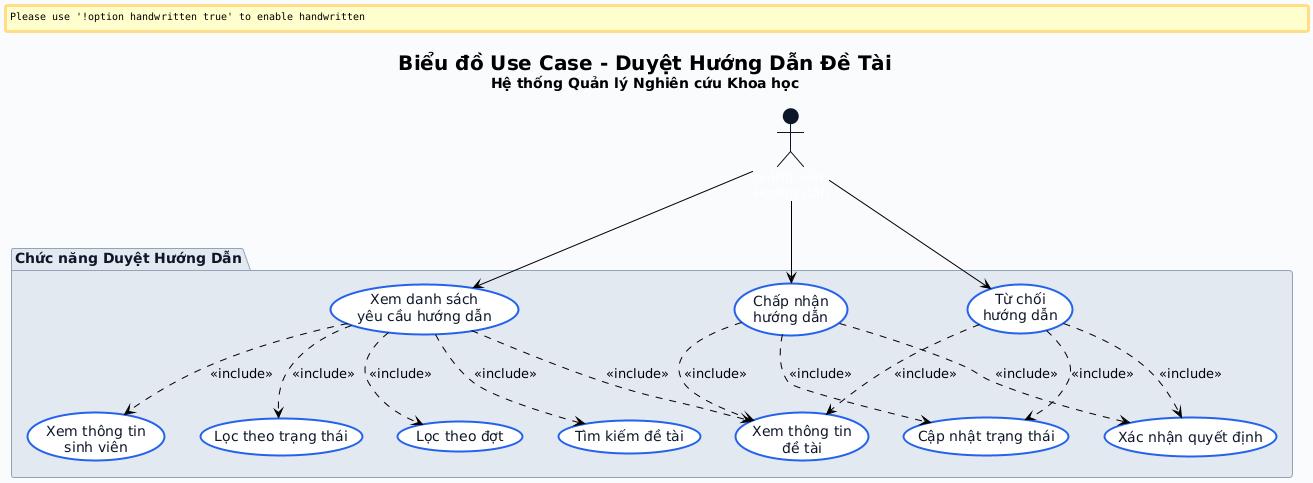 Please use '!option handwritten true' to enable handwritten
Biểu đồ Use Case - Duyệt Hướng Dẫn Đề Tài
Hệ thống Quản lý Nghiên cứu Khoa học
Chức năng Duyệt Hướng Dẫn
Xem danh sách
yêu cầu hướng dẫn
Chấp nhận
hướng dẫn
Từ chối
hướng dẫn
«include»
«include»
«include»
«include»
«include»
«include»
«include»
«include»
«include»
«include»
«include»
Xem thông tin
sinh viên
Lọc theo trạng thái
Lọc theo đợt
Tìm kiếm đề tài
Xem thông tin
đề tài
Cập nhật trạng thái
Xác nhận quyết định